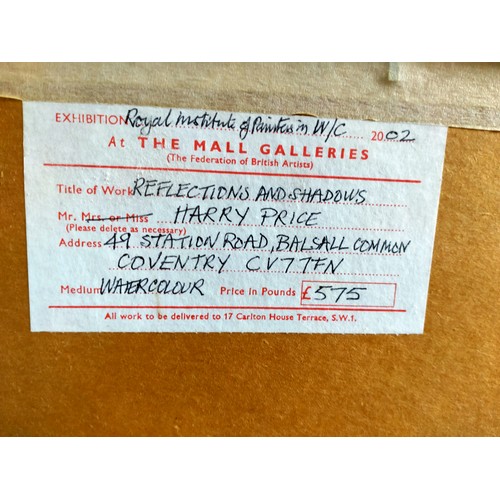 EXHIBITION Royal Institute of Painters in W/C 2002
At THE MALL GALLERIES
(The Federation of British Artists)
Title of Work REFLECTIONS AND SHADOWS
Mr. Mrs. or Miss HARRY PRICE
(Please delete as necessary)
Address 49 STATION ROAD, BALSALL COMMON
COVENTRY CV7 7FN
Medium WATERCOLOUR Price in Pounds £575
All work to be delivered to 17 Carlton House Terrace, S.W.1.